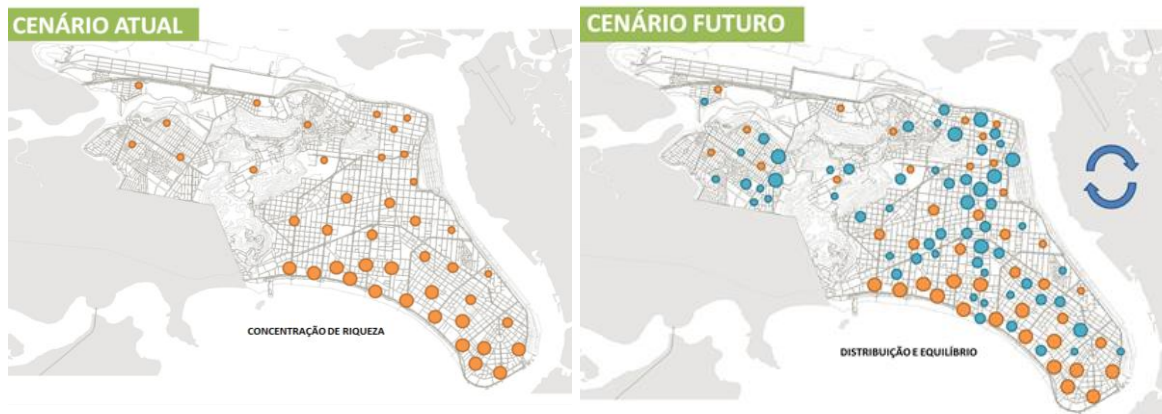 CENÁRIO ATUAL
CONCENTRAÇÃO DE RIQUEZA
CENÁRIO FUTURO
DISTRIBUIÇÃO E EQUILÍBRIO